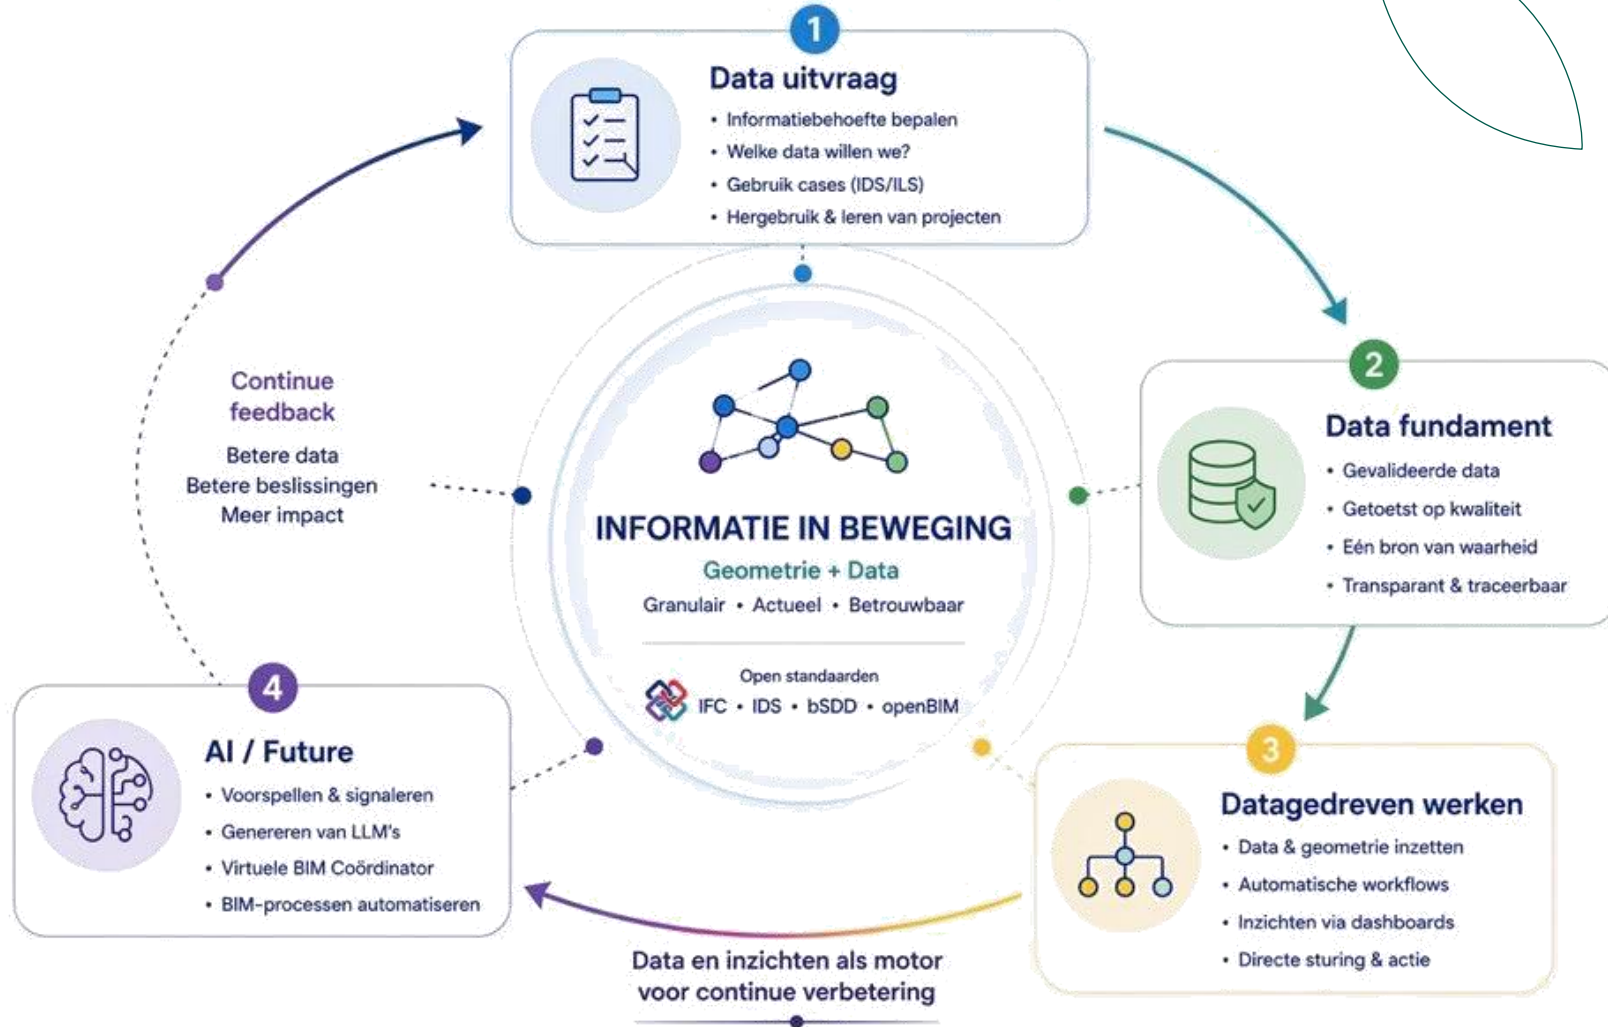 1
Data uitvraag
• Informatiebehoefte bepalen
• Welke data willen we?
• Gebruik cases (IDS/ILS)
• Hergebruik & leren van projecten
2
Data fundament
• Gevalideerde data
• Getoetst op kwaliteit
• Eén bron van waarheid
• Transparant & traceerbaar
3
Datagedreven werken
• Data & geometrie inzetten
• Automatische workflows
• Inzichten via dashboards
• Directe sturing & actie
Data en inzichten als motor
voor continue verbetering
4
AI / Future
• Voorspellen & signaleren
• Genereren van LLM's
• Virtuele BIM Coördinator
• BIM-processen automatiseren
Continue
feedback
Betere data
Betere beslissingen
Meer impact
INFORMATIE IN BEWEGING
Geometrie + Data
Granulair • Actueel • Betrouwbaar
Open standaarden
IFC • IDS • bSDD • openBIM